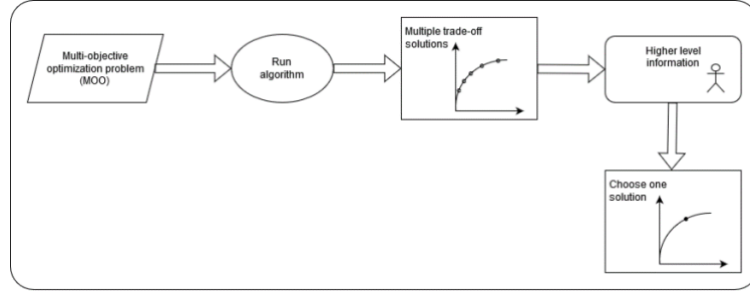 Multi-objective
optimization problem
(MOO)
Run
algorithm
Multiple trade-off
solutions
Higher level
information
Choose one
solution